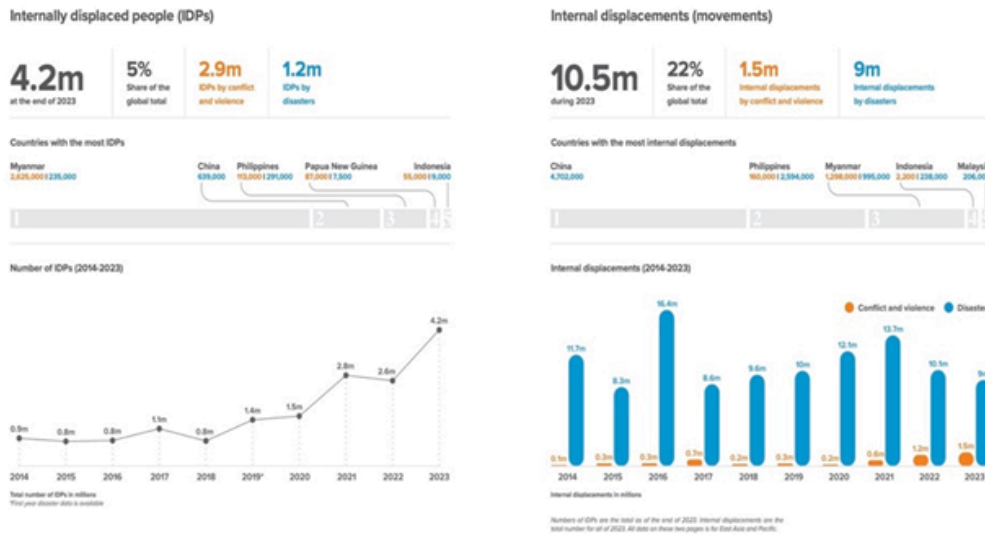 Internally displaced people (IDPs)
4.2m
at the end of 2023
5%
Share of the
global total
2.9m
IDPs by conflict
and violence
1.2m
IDPs by
disasters
Countries with the most IDPs
Myanmar
2,625,000 | 235,000
China
639,000
Philippines
113,000 | 291,000
Papua New Guinea
87,000 | 7,500
Indonesia
55,000 | 9,000
1 2 3 4 5
Number of IDPs (2014-2023)
0.9m 0.8m 0.8m 1.1m 0.8m 1.4m 1.5m 2.8m 2.6m 4.2m
2014 2015 2016 2017 2018 2019* 2020 2021 2022 2023
Total number of IDPs in millions
*First year disaster data is available
Internal displacements (movements)
10.5m
during 2023
22%
Share of the
global total
1.5m
Internal displacements
by conflict and violence
9m
Internal displacements
by disasters
Countries with the most internal displacements
China
4,702,000
Philippines
160,000 | 2,594,000
Myanmar
1,298,000 | 995,000
Indonesia
2,200 | 238,000
Malays
206,00
1 2 3 4
Internal displacements (2014-2023)
Conflict and violence Disaste
11.7m 8.3m 16.4m 8.6m 9.6m 10m 12.1m 13.7m 10.1m 9
0.1m 0.3m 0.3m 0.7m 0.2m 0.3m 0.2m 0.6m 1.2m 1.5m
2014 2015 2016 2017 2018 2019 2020 2021 2022 2023
Internal displacements in millions
Numbers of IDPs are the total as of the end of 2023. Internal displacements are the
total number for all of 2023. All data on these two pages is for East Asia and Pacific.